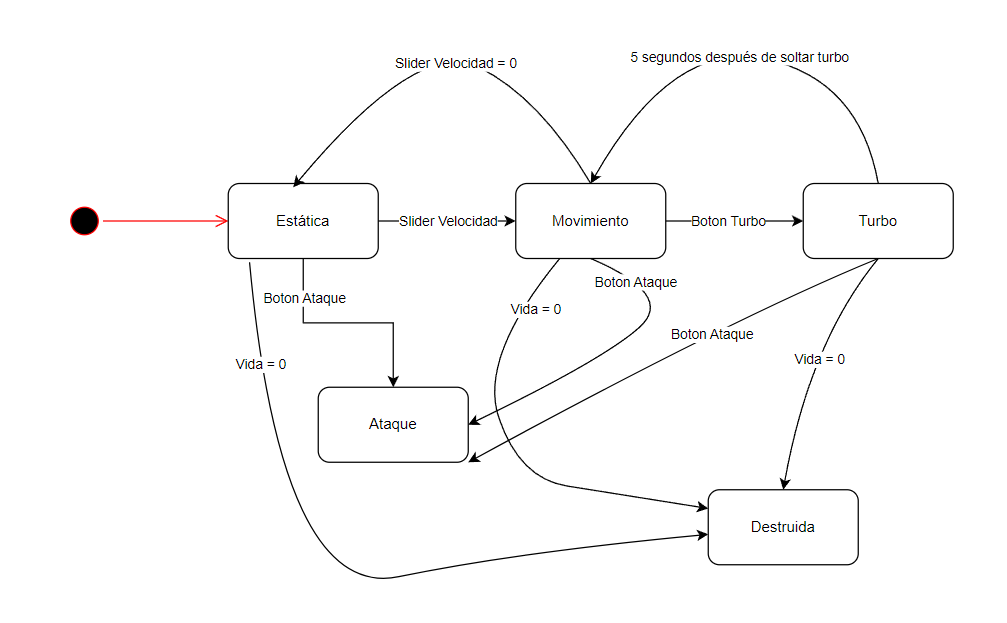 Slider Velocidad = 0
5 segundos después de soltar turbo
Estática
Slider Velocidad
Movimiento
Boton Turbo
Turbo
Boton Ataque
Boton Ataque
Vida = 0
Boton Ataque
Vida = 0
Vida = 0
Ataque
Destruida